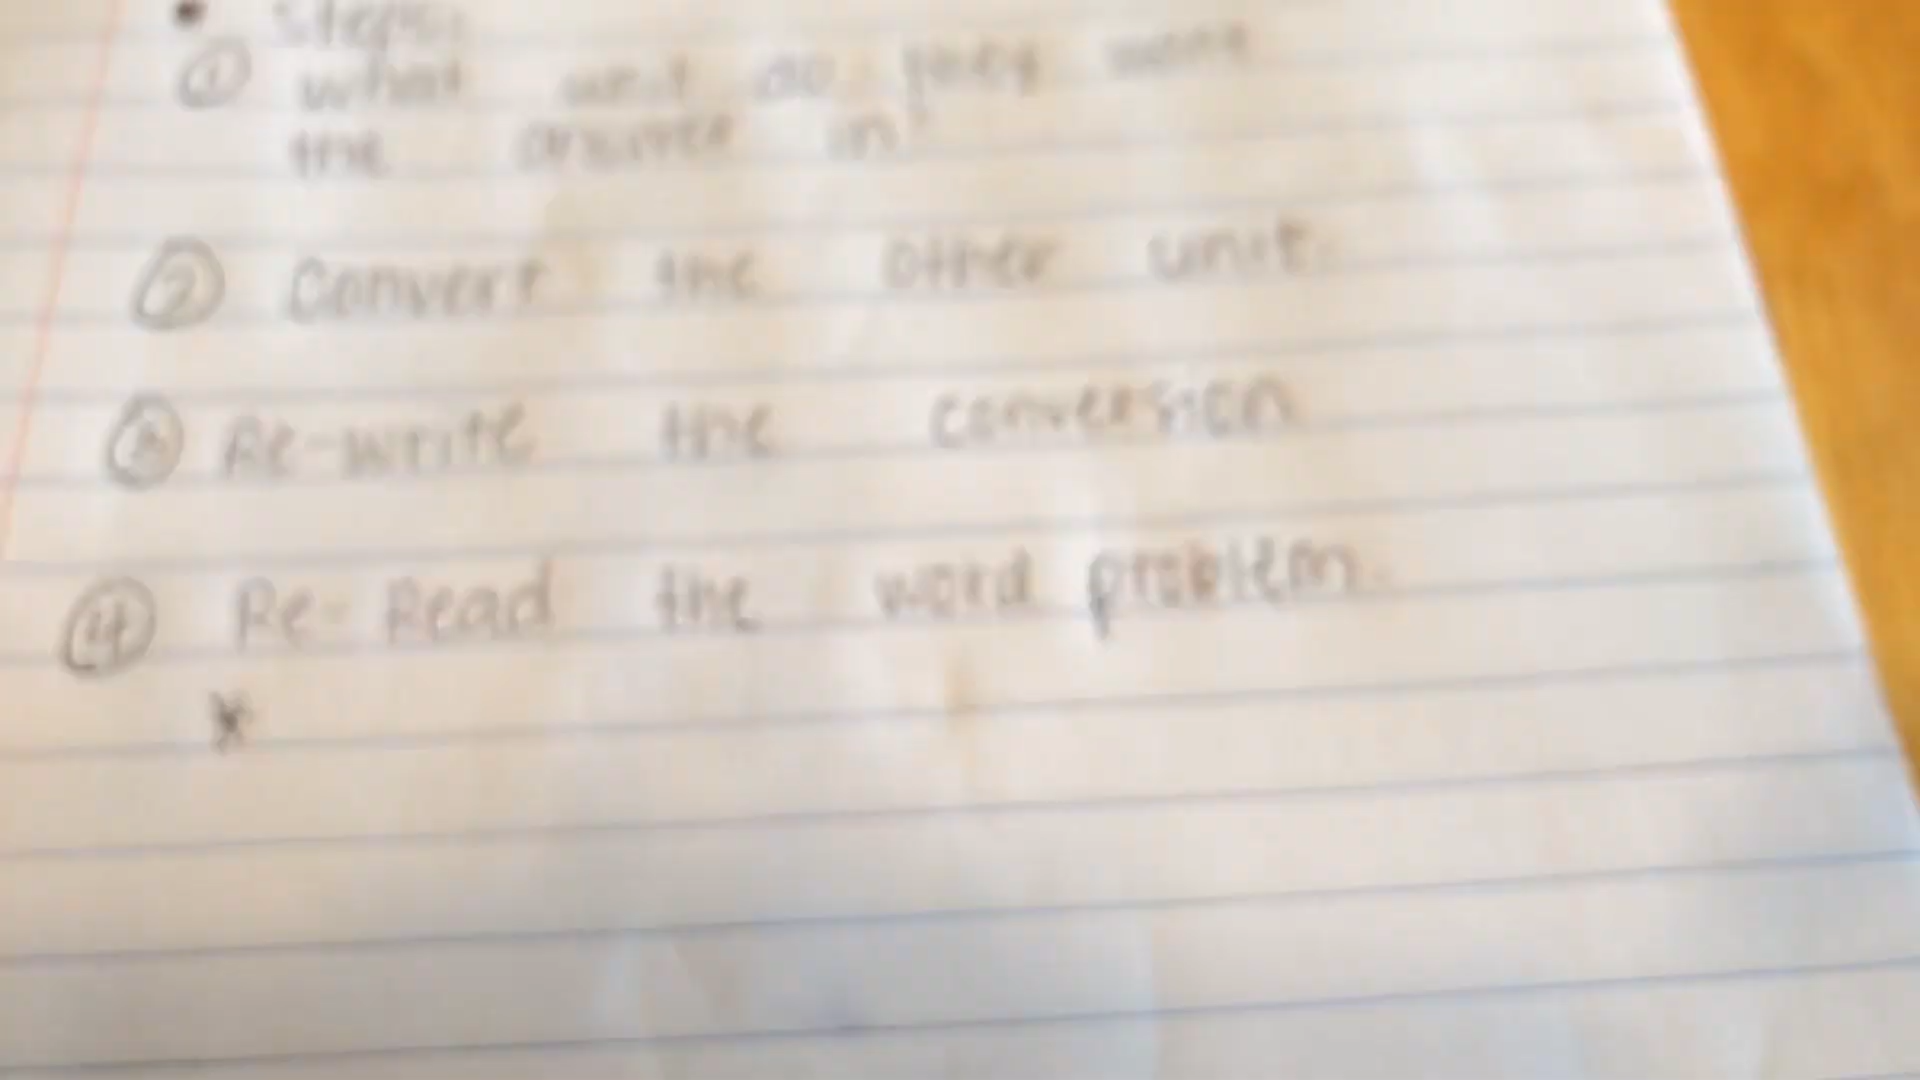 • Steps:
① What unit do they want
the answer in?
② Convert the other unit.
③ Re-write the conversion
④ Re-Read the word problem.
*